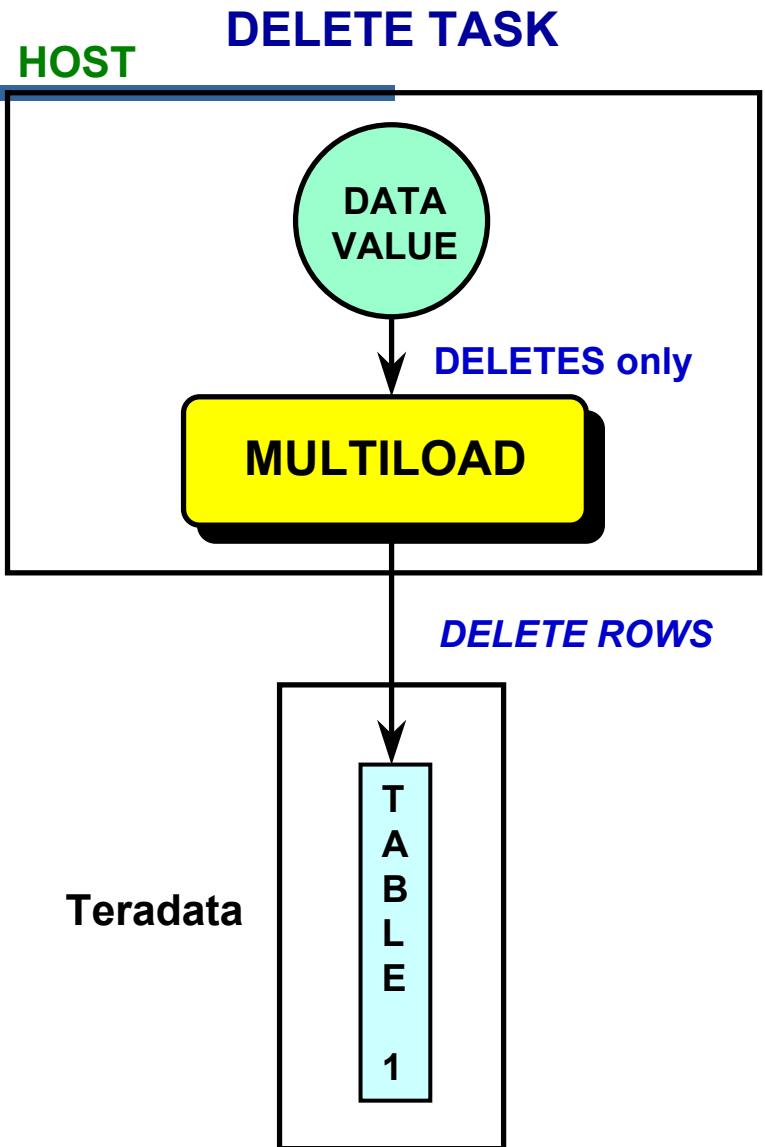 DELETE TASK
HOST
DATA
VALUE
DELETES only
MULTILOAD
DELETE ROWS
Teradata
T
A
B
L
E
1